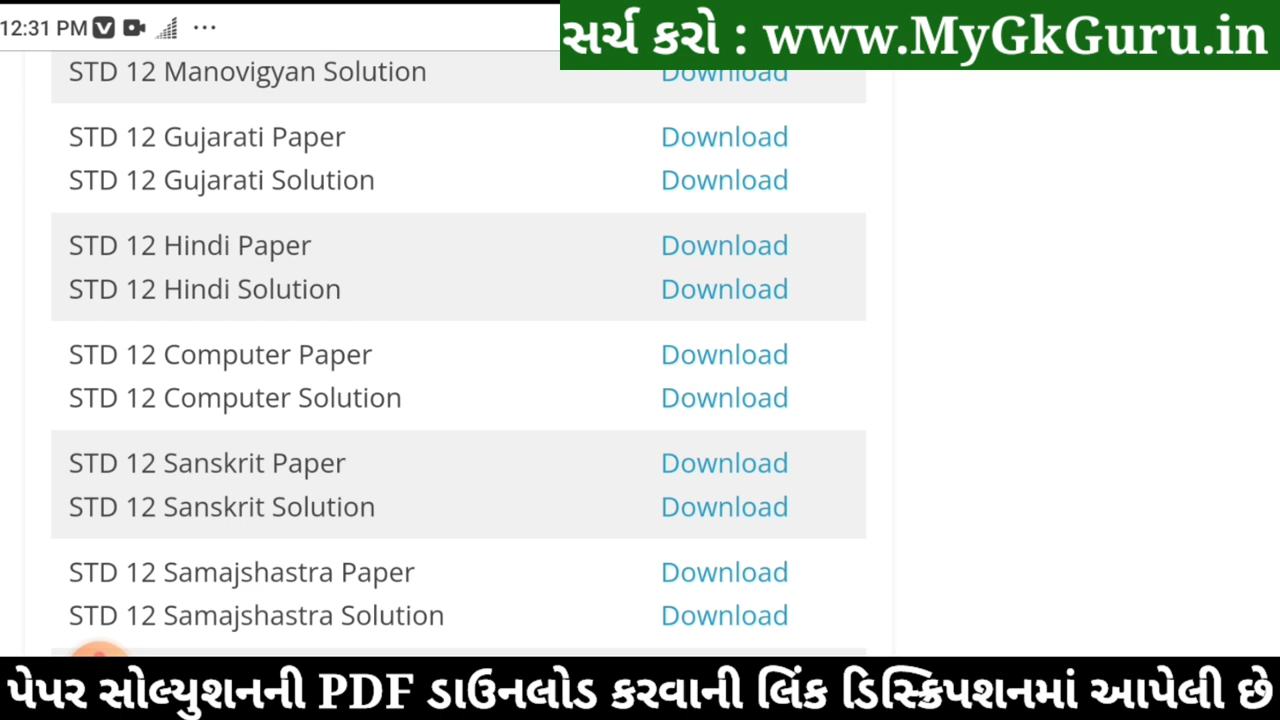 12:31 PM
સર્ચ કરો : www.MyGkGuru.in
STD 12 Manovigyan Solution Download
STD 12 Gujarati Paper Download
STD 12 Gujarati Solution Download
STD 12 Hindi Paper Download
STD 12 Hindi Solution Download
STD 12 Computer Paper Download
STD 12 Computer Solution Download
STD 12 Sanskrit Paper Download
STD 12 Sanskrit Solution Download
STD 12 Samajshastra Paper Download
STD 12 Samajshastra Solution Download
પેપર સોલ્યુશનની PDF ડાઉનલોડ કરવાની લિંક ડિસ્ક્રિપશનમાં આપેલી છે